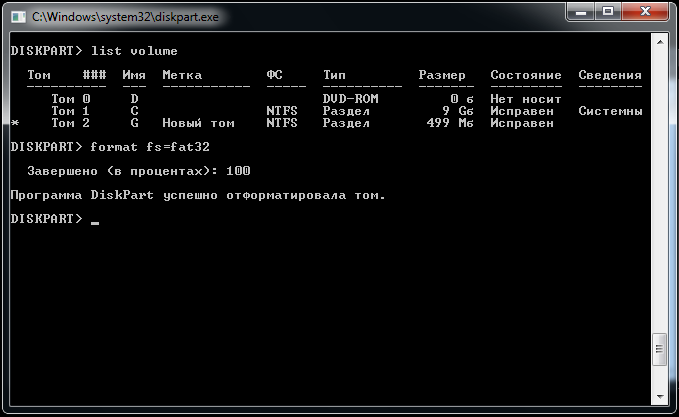 C:\Windows\system32\diskpart.exe
DISKPART> list volume
Том ### Имя Метка ФС Тип Размер Состояние Сведения
---------- --- ----------- ----- ---------- ------- --------- --------
Том 0 D DVD-ROM 0 б Нет носит
Том 1 C NTFS Раздел 9 Gб Исправен Системны
* Том 2 G Новый том NTFS Раздел 499 Mб Исправен
DISKPART> format fs=fat32
Завершено (в процентах): 100
Программа DiskPart успешно отформатировала том.
DISKPART> _